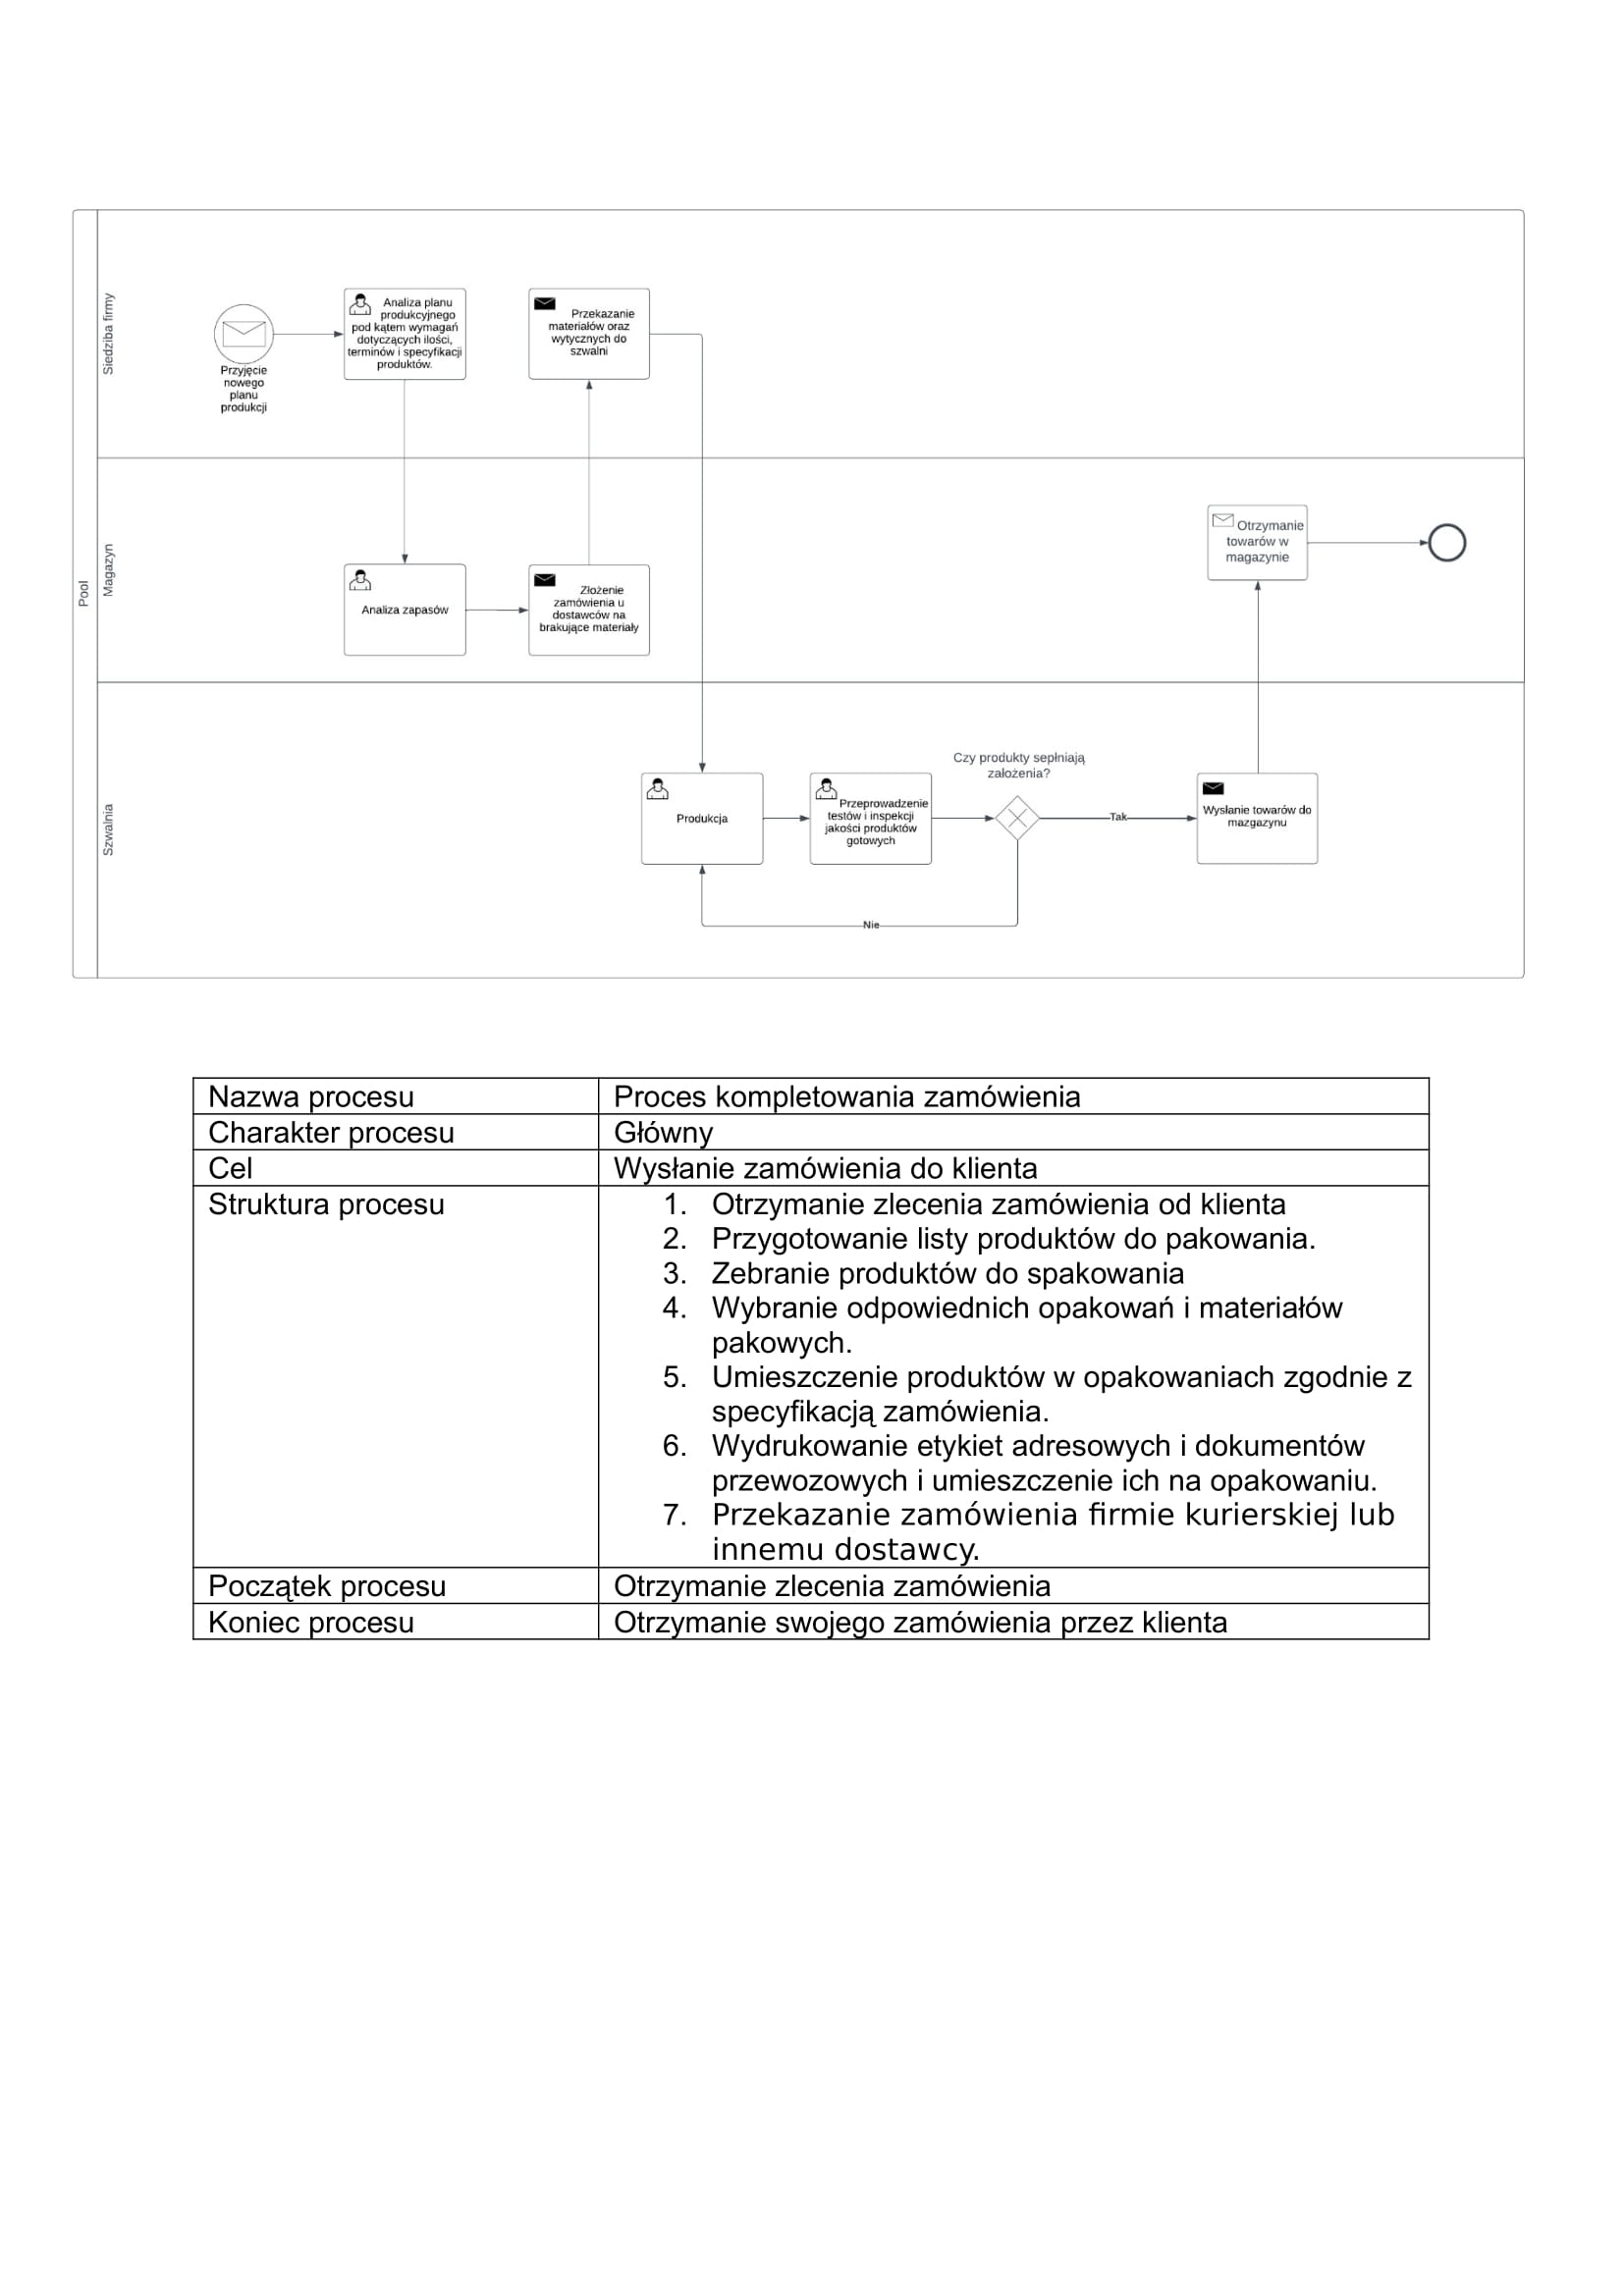 Pool
Siedziba firmy
Przyjęcie
nowego
planu
produkcji
Analiza planu
produkcyjnego
pod kątem wymagań
dotyczących ilości,
terminów i specyfikacji
produktów.
Przekazanie
materiałów oraz
wytycznych do
szwalni
Magazyn
Analiza zapasów
Złożenie
zamówienia u
dostawców na
brakujące materiały
Otrzymanie
towarów w
magazynie
Szwalnia
Produkcja
Przeprowadzenie
testów i inspekcji
jakości produktów
gotowych
Czy produkty sepłniają
założenia?
Tak
Nie
Wysłanie towarów do
mazgazynu
Nazwa procesu Proces kompletowania zamówienia
Charakter procesu Główny
Cel Wysłanie zamówienia do klienta
Struktura procesu 1. Otrzymanie zlecenia zamówienia od klienta
2. Przygotowanie listy produktów do pakowania.
3. Zebranie produktów do spakowania
4. Wybranie odpowiednich opakowań i materiałów
pakowych.
5. Umieszczenie produktów w opakowaniach zgodnie z
specyfikacją zamówienia.
6. Wydrukowanie etykiet adresowych i dokumentów
przewozowych i umieszczenie ich na opakowaniu.
7. Przekazanie zamówienia firmie kurierskiej lub
innemu dostawcy.
Początek procesu Otrzymanie zlecenia zamówienia
Koniec procesu Otrzymanie swojego zamówienia przez klienta